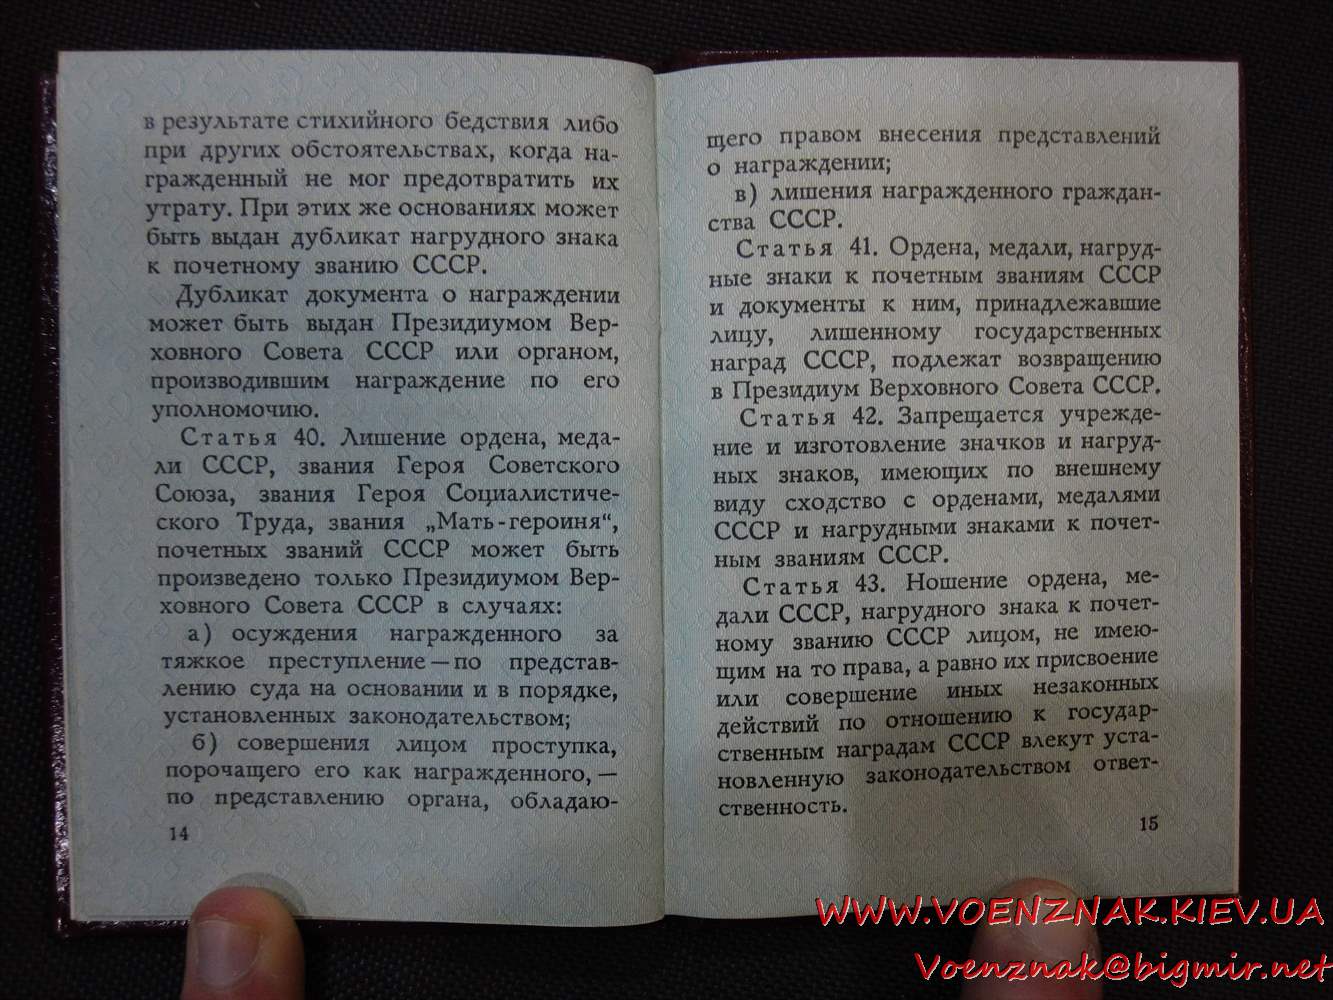 в результате стихийного бедствия либо
при других обстоятельствах, когда на-
гражденный не мог предотвратить их
утрату. При этих же основаниях может
быть выдан дубликат нагрудного знака
к почетному званию СССР.
Дубликат документа о награждении
может быть выдан Президиумом Вер-
ховного Совета СССР или органом,
производившим награждение по его
уполномочию.
Статья 40. Лишение ордена, меда-
ли СССР, звания Героя Советского
Союза, звания Героя Социалистиче-
ского Труда, звания „Мать-героиня“,
почетных званий СССР может быть
произведено только Президиумом Вер-
ховного Совета СССР в случаях:
а) осуждения награжденного за
тяжкое преступление — по представ-
лению суда на основании и в порядке,
установленных законодательством;
б) совершения лицом проступка,
порочащего его как награжденного, —
по представлению органа, обладаю-
14
щего правом внесения представлений
о награждении;
в) лишения награжденного граждан-
ства СССР.
Статья 41. Ордена, медали, нагруд-
ные знаки к почетным званиям СССР
и документы к ним, принадлежавшие
лицу, лишенному государственных
наград СССР, подлежат возвращению
в Президиум Верховного Совета СССР.
Статья 42. Запрещается учрежде-
ние и изготовление значков и нагруд-
ных знаков, имеющих по внешнему
виду сходство с орденами, медалями
СССР и нагрудными знаками к почет-
ным званиям СССР.
Статья 43. Ношение ордена, ме-
дали СССР, нагрудного знака к почет-
ному званию СССР лицом, не имею-
щим на то права, а равно их присвоение
или совершение иных незаконных
действий по отношению к государ-
ственным наградам СССР влекут уста-
новленную законодательством ответ-
ственность.
15
WWW.VOENZNAK.KIEV.UA
Voenznak@bigmir.net